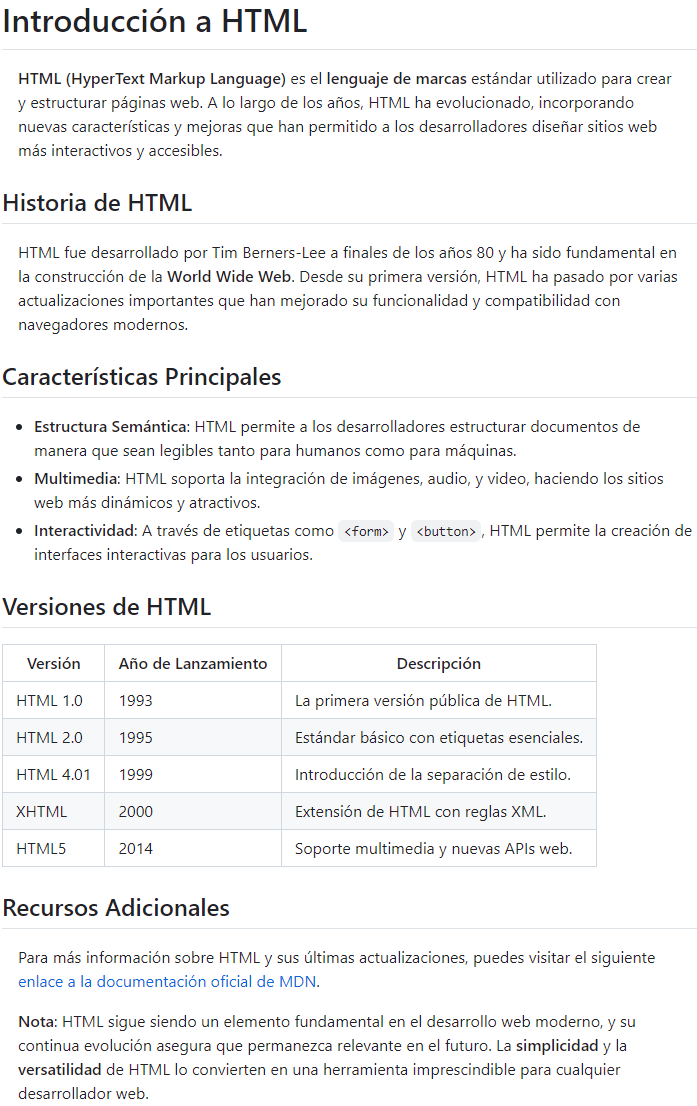 Introducción a HTML
HTML (HyperText Markup Language) es el lenguaje de marcas estándar utilizado para crear
y estructurar páginas web. A lo largo de los años, HTML ha evolucionado, incorporando
nuevas características y mejoras que han permitido a los desarrolladores diseñar sitios web
más interactivos y accesibles.
Historia de HTML
HTML fue desarrollado por Tim Berners-Lee a finales de los años 80 y ha sido fundamental en
la construcción de la World Wide Web. Desde su primera versión, HTML ha pasado por varias
actualizaciones importantes que han mejorado su funcionalidad y compatibilidad con
navegadores modernos.
Características Principales
• Estructura Semántica: HTML permite a los desarrolladores estructurar documentos de
manera que sean legibles tanto para humanos como para máquinas.
• Multimedia: HTML soporta la integración de imágenes, audio, y video, haciendo los sitios
web más dinámicos y atractivos.
• Interactividad: A través de etiquetas como <form> y <button>, HTML permite la creación de
interfaces interactivas para los usuarios.
Versiones de HTML
Versión Año de Lanzamiento Descripción
HTML 1.0 1993 La primera versión pública de HTML.
HTML 2.0 1995 Estándar básico con etiquetas esenciales.
HTML 4.01 1999 Introducción de la separación de estilo.
XHTML 2000 Extensión de HTML con reglas XML.
HTML5 2014 Soporte multimedia y nuevas APIs web.
Recursos Adicionales
Para más información sobre HTML y sus últimas actualizaciones, puedes visitar el siguiente
enlace a la documentación oficial de MDN.
Nota: HTML sigue siendo un elemento fundamental en el desarrollo web moderno, y su
continua evolución asegura que permanezca relevante en el futuro. La simplicidad y la
versatilidad de HTML lo convierten en una herramienta imprescindible para cualquier
desarrollador web.